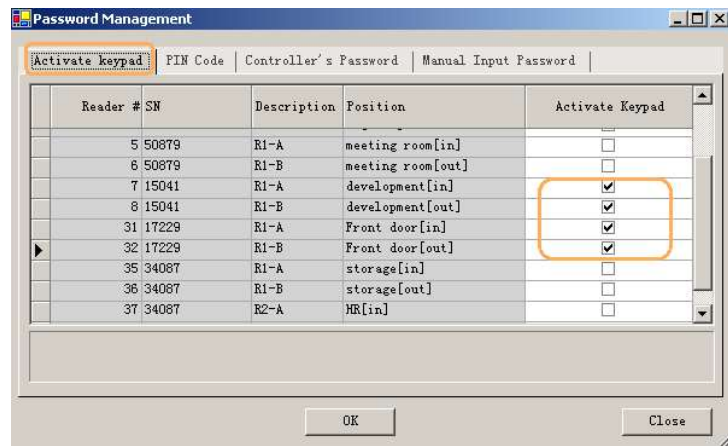 Password Management
Activate keypad PIN Code Controller's Password Manual Input Password
Reader # SN Description Position Activate Keypad
5 50879 R1-A meeting room[in]
6 50879 R1-B meeting room[out]
7 15041 R1-A development[in]
8 15041 R1-B development[out]
31 17229 R1-A Front door[in]
32 17229 R1-B Front door[out]
35 34087 R1-A storage[in]
36 34087 R1-B storage[out]
37 34087 R2-A HR[in]
OK Close